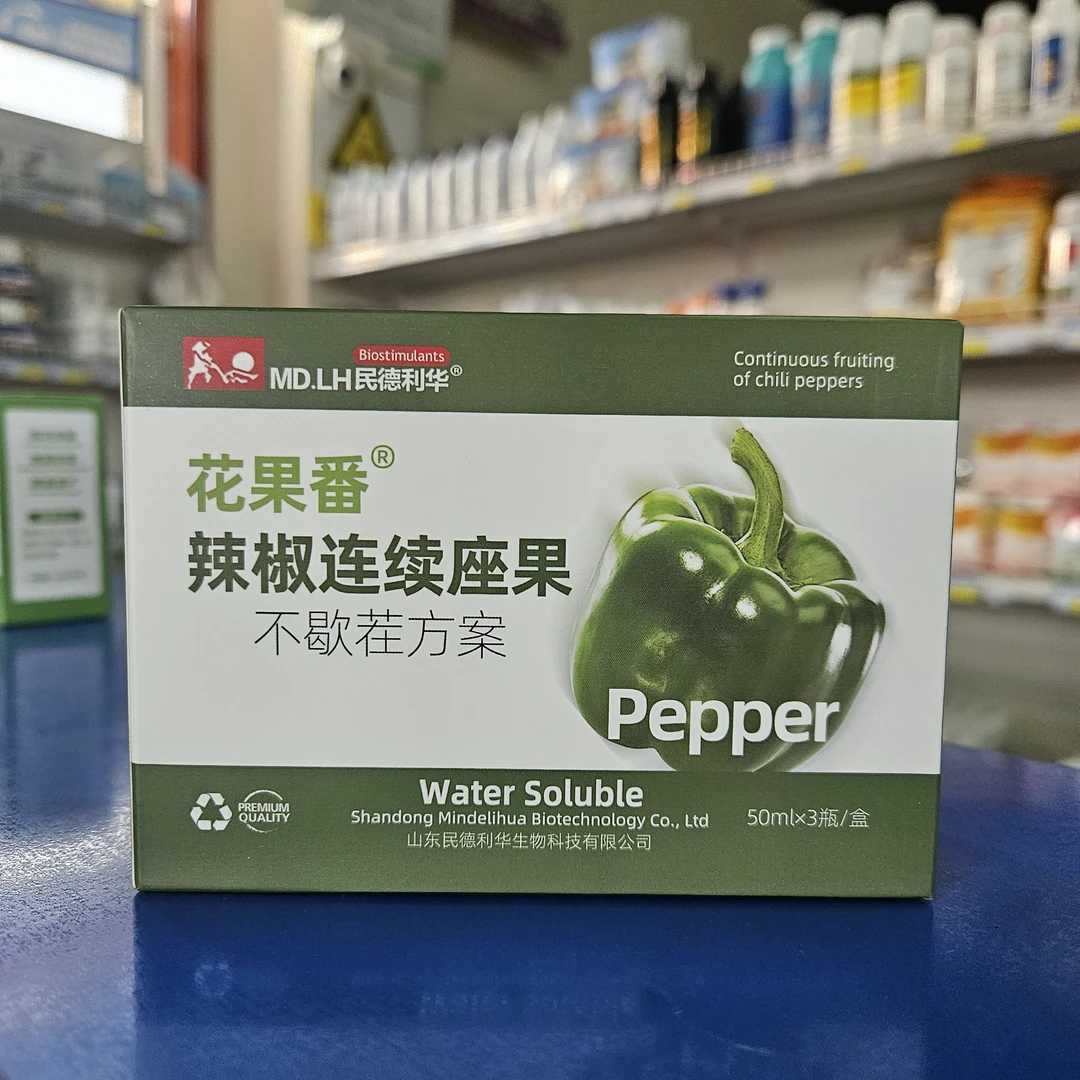 Biostimulants
MD.LH民德利华®
Continuous fruiting
of chili peppers
花果番®
辣椒连续座果
不歇茬方案
Pepper
Water Soluble
PREMIUM
QUALITY
Shandong Mindelihua Biotechnology Co., Ltd
50ml×3瓶/盒
山东民德利华生物科技有限公司